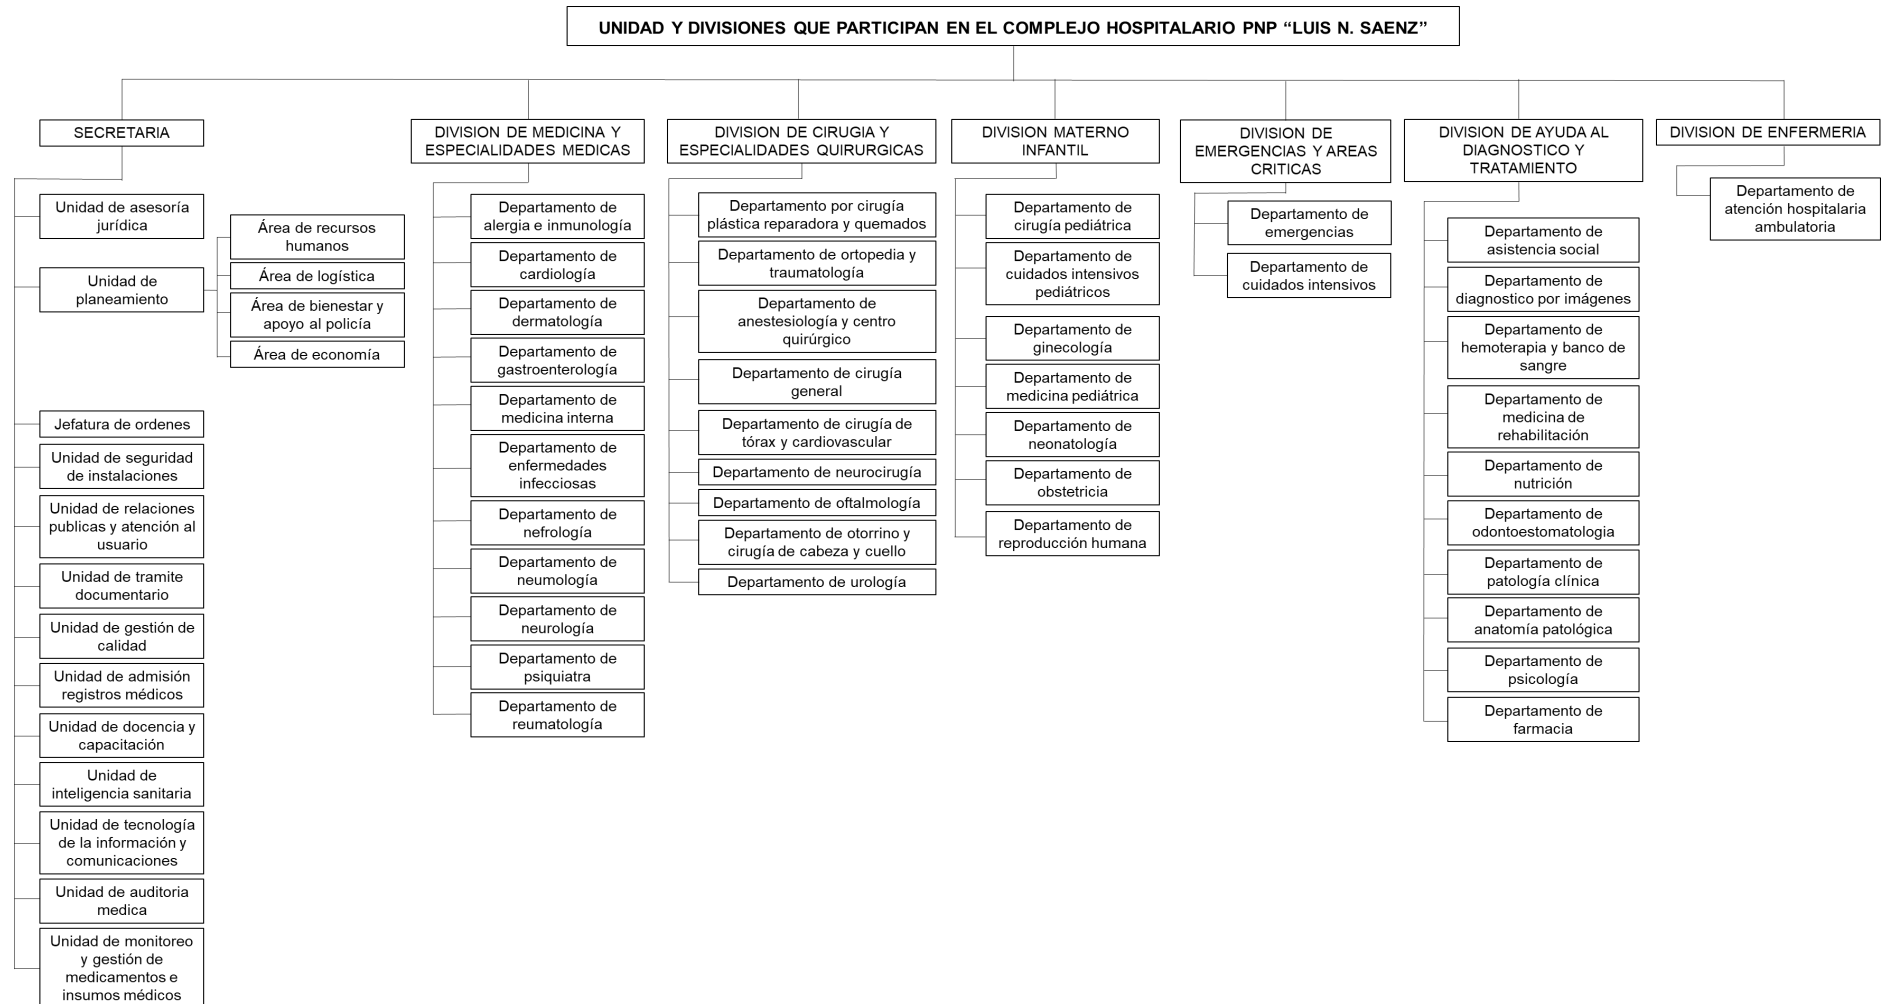 UNIDAD Y DIVISIONES QUE PARTICIPAN EN EL COMPLEJO HOSPITALARIO PNP “LUIS N. SAENZ”
SECRETARIA
Unidad de asesoría
jurídica
Unidad de
planeamiento
Área de recursos
humanos
Área de logística
Área de bienestar y
apoyo al policía
Área de economía
Jefatura de ordenes
Unidad de seguridad
de instalaciones
Unidad de relaciones
publicas y atención al
usuario
Unidad de tramite
documentario
Unidad de gestión de
calidad
Unidad de admisión
registros médicos
Unidad de docencia y
capacitación
Unidad de
inteligencia sanitaria
Unidad de tecnología
de la información y
comunicaciones
Unidad de auditoria
medica
Unidad de monitoreo
y gestión de
medicamentos e
insumos médicos
DIVISION DE MEDICINA Y
ESPECIALIDADES MEDICAS
Departamento de
alergia e inmunología
Departamento de
cardiología
Departamento de
dermatología
Departamento de
gastroenterología
Departamento de
medicina interna
Departamento de
enfermedades
infecciosas
Departamento de
nefrología
Departamento de
neumología
Departamento de
neurología
Departamento de
psiquiatra
Departamento de
reumatología
DIVISION DE CIRUGIA Y
ESPECIALIDADES QUIRURGICAS
Departamento por cirugía
plástica reparadora y quemados
Departamento de ortopedia y
traumatología
Departamento de
anestesiología y centro
quirúrgico
Departamento de cirugía
general
Departamento de cirugía de
tórax y cardiovascular
Departamento de neurocirugía
Departamento de oftalmología
Departamento de otorrino y
cirugía de cabeza y cuello
Departamento de urología
DIVISION MATERNO
INFANTIL
Departamento de
cirugía pediátrica
Departamento de
cuidados intensivos
pediátricos
Departamento de
ginecología
Departamento de
medicina pediátrica
Departamento de
neonatología
Departamento de
obstetricia
Departamento de
reproducción humana
DIVISION DE
EMERGENCIAS Y AREAS
CRITICAS
Departamento de
emergencias
Departamento de
cuidados intensivos
DIVISION DE AYUDA AL
DIAGNOSTICO Y
TRATAMIENTO
Departamento de
asistencia social
Departamento de
diagnostico por imágenes
Departamento de
hemoterapia y banco de
sangre
Departamento de
medicina de
rehabilitación
Departamento de
nutrición
Departamento de
odontoestomatologia
Departamento de
patología clínica
Departamento de
anatomía patológica
Departamento de
psicología
Departamento de
farmacia
DIVISION DE ENFERMERIA
Departamento de
atención hospitalaria
ambulatoria